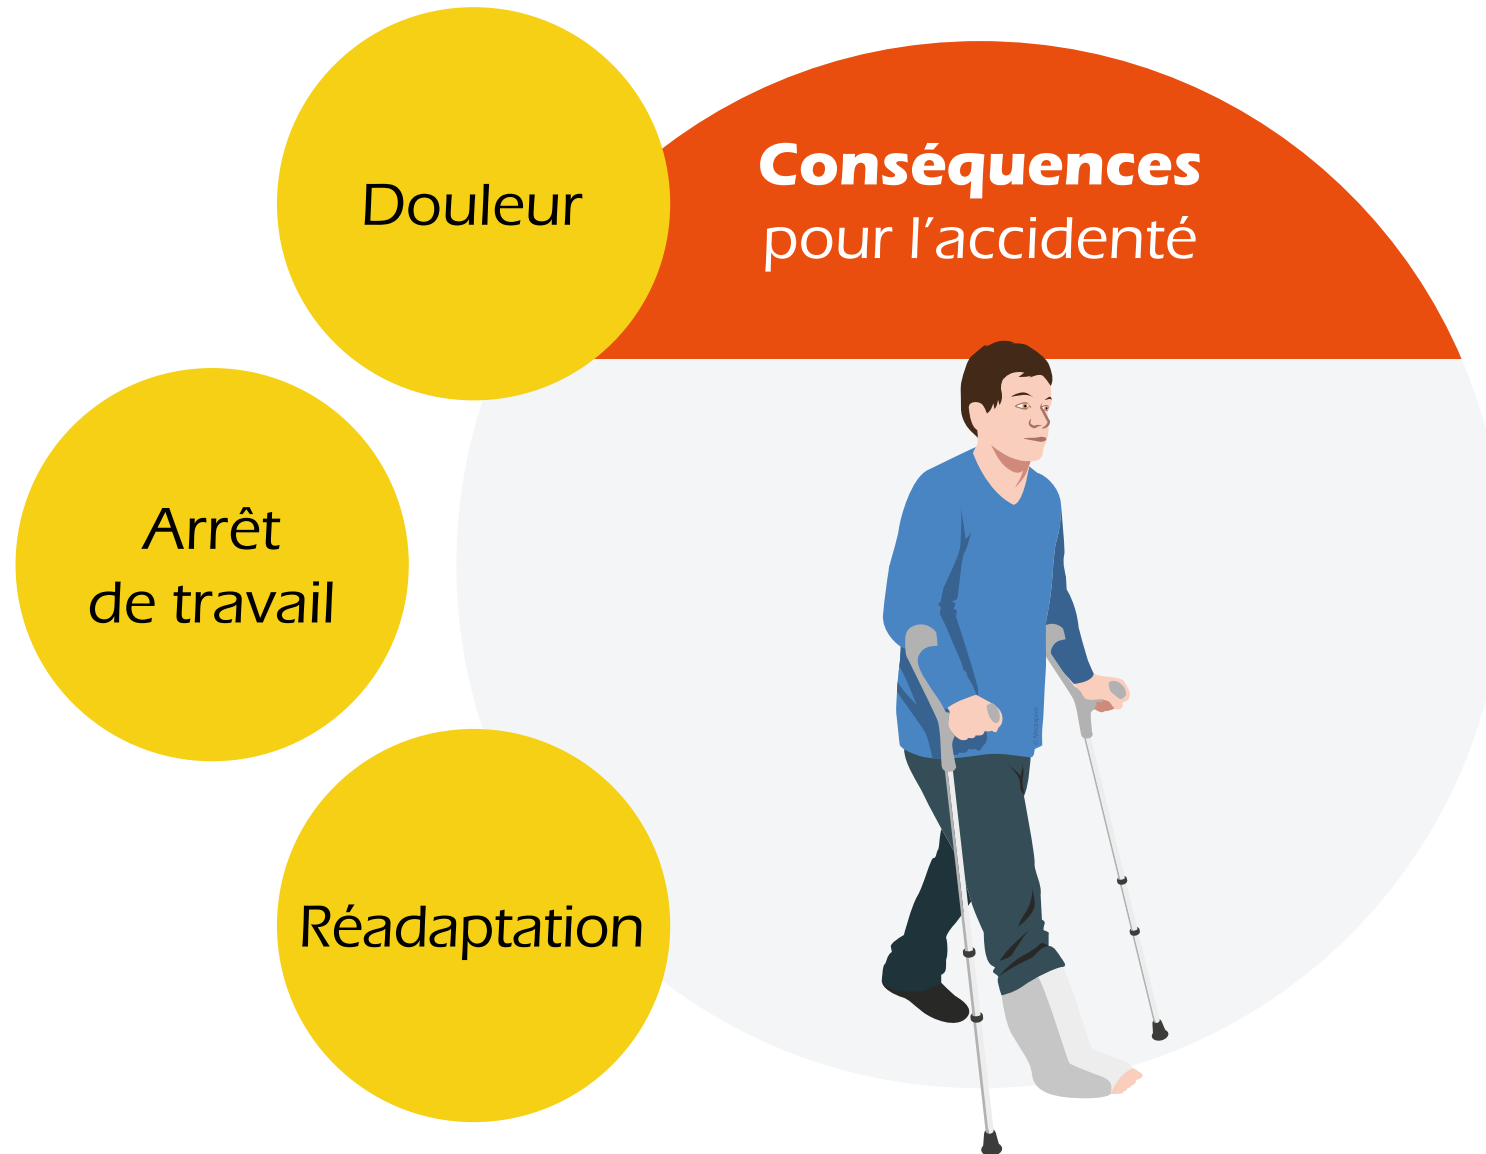 Conséquences
pour l’accidenté
Douleur
Arrêt
de travail
Réadaptation